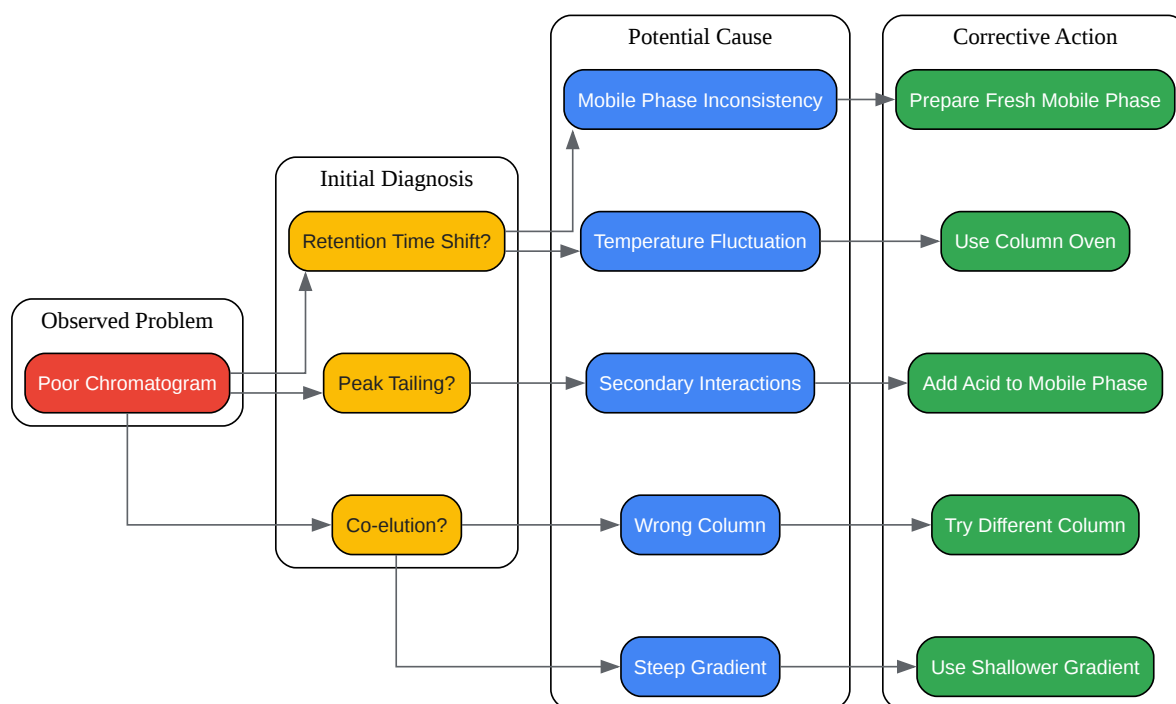 Potential Cause
Corrective Action
Mobile Phase Inconsistency
Prepare Fresh Mobile Phase
Initial Diagnosis
Retention Time Shift?
Temperature Fluctuation
Use Column Oven
Observed Problem
Poor Chromatogram
Peak Tailing?
Secondary Interactions
Add Acid to Mobile Phase
Co-elution?
Wrong Column
Try Different Column
Steep Gradient
Use Shallower Gradient